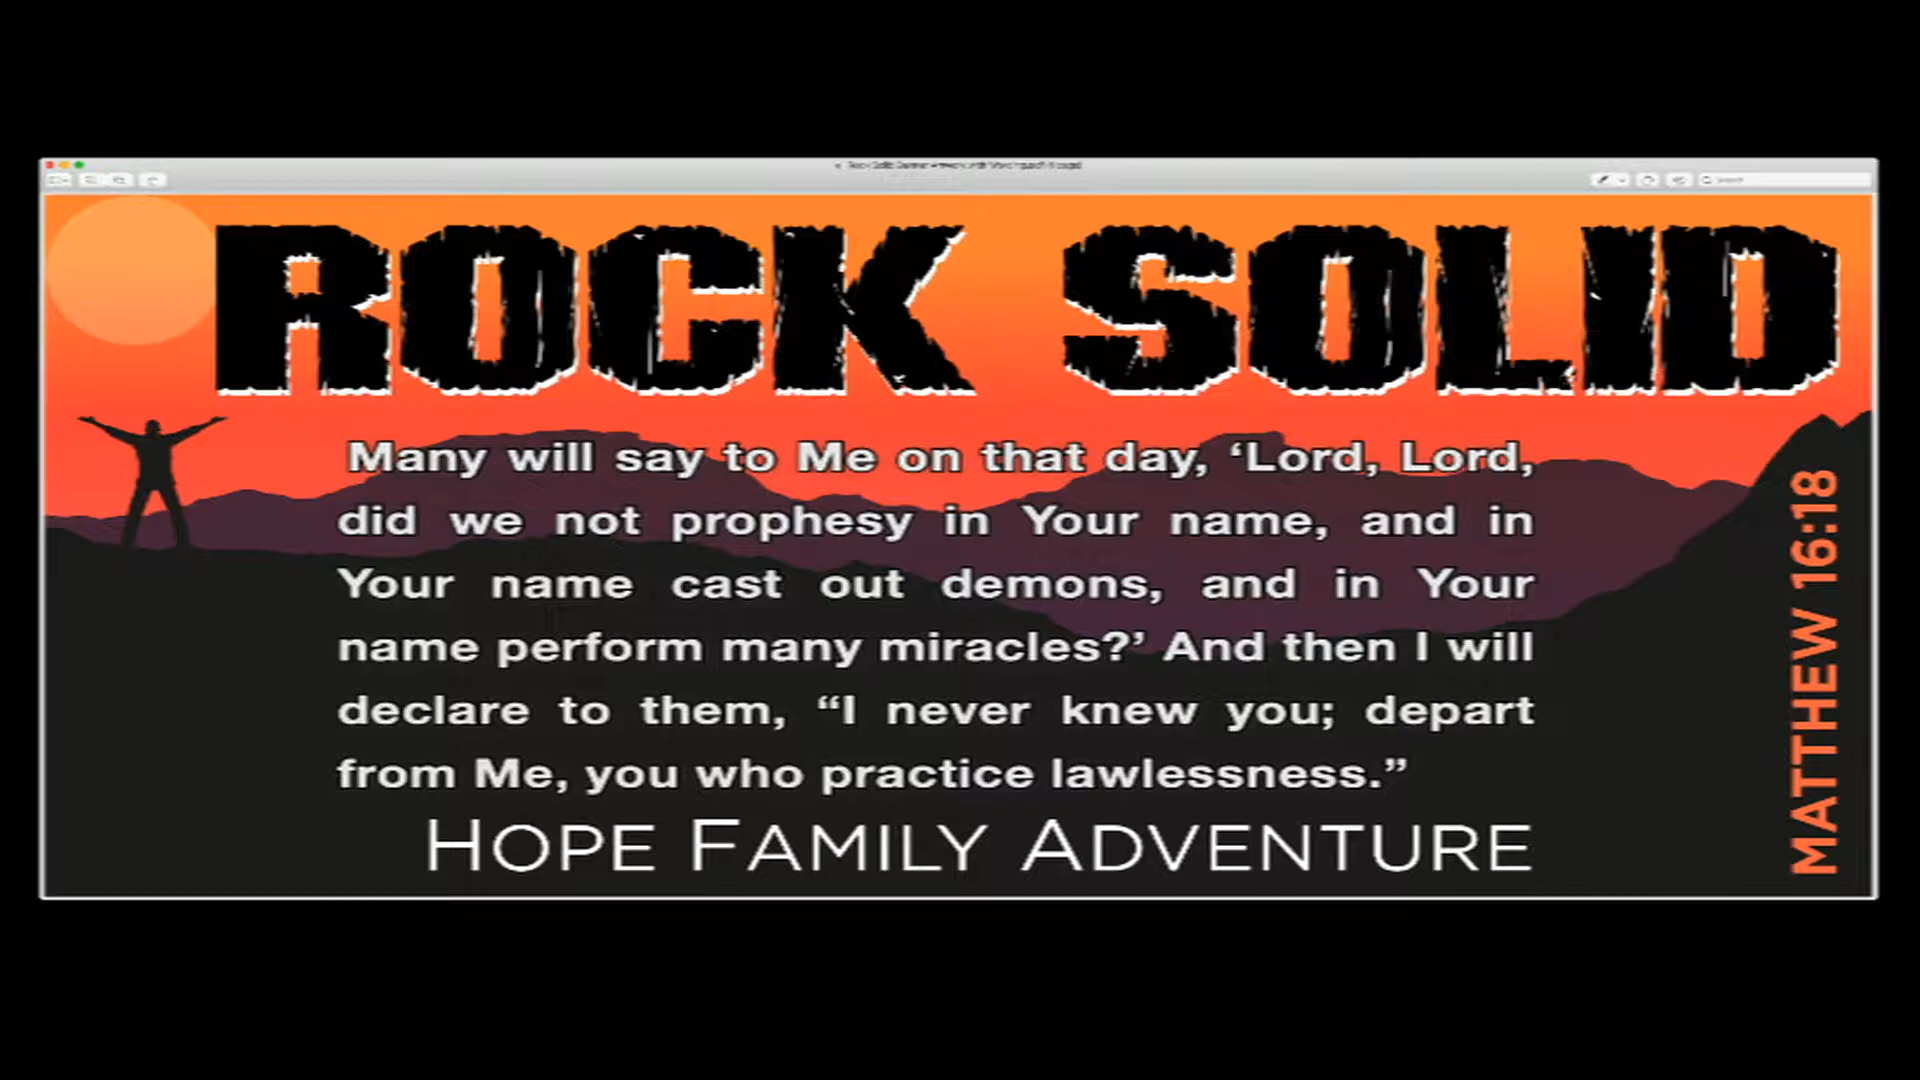 ROCK SOLID
Many will say to Me on that day, ‘Lord, Lord,
did we not prophesy in Your name, and in
Your name cast out demons, and in Your
name perform many miracles?’ And then I will
declare to them, “I never knew you; depart
from Me, you who practice lawlessness.”
HOPE FAMILY ADVENTURE
MATTHEW 16:18